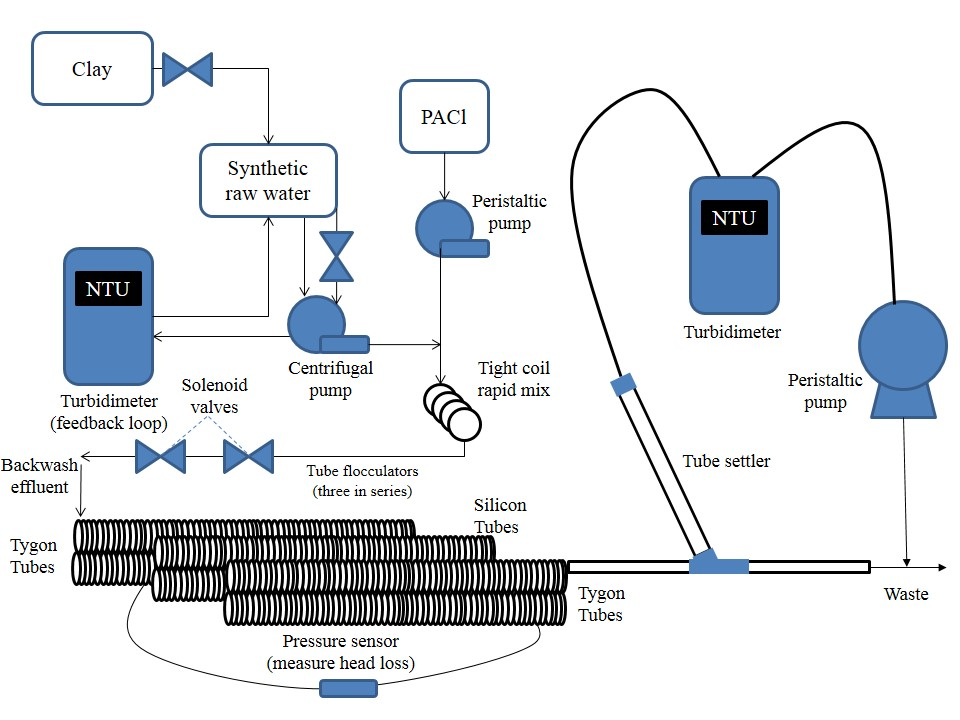 Clay
PACl
Synthetic
raw water
Peristaltic
pump
NTU
NTU
Turbidimeter
Centrifugal
pump
Tight coil
rapid mix
Peristaltic
pump
Solenoid
valves
Turbidimeter
(feedback loop)
Backwash
effluent
Tube flocculators
(three in series)
Tube settler
Silicon
Tubes
Tygon
Tubes
Tygon
Tubes
Waste
Pressure sensor
(measure head loss)